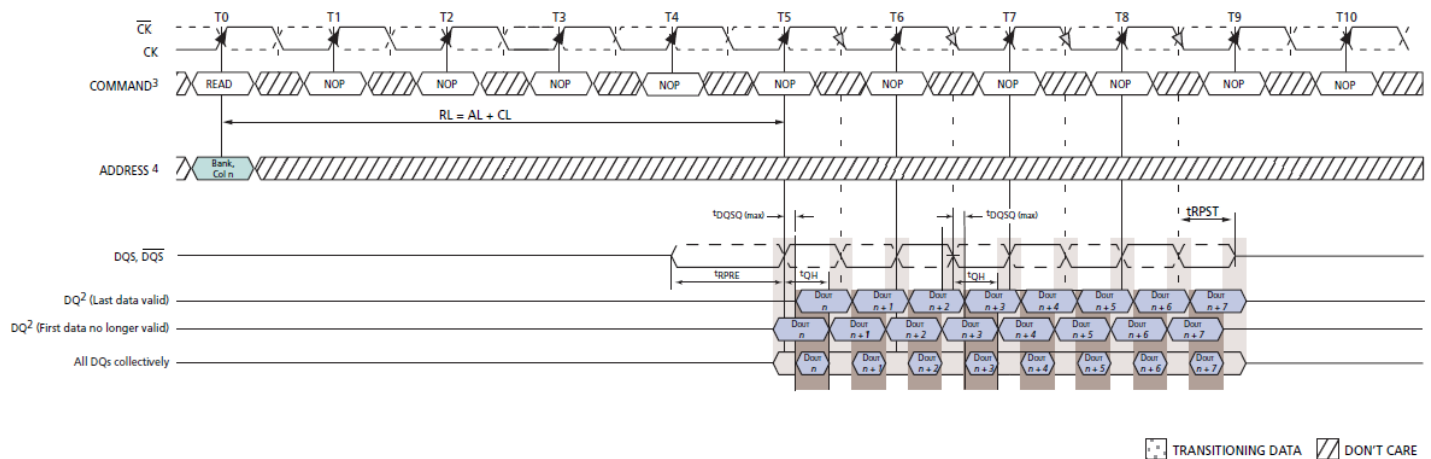 T0 T1 T2 T3 T4 T5 T6 T7 T8 T9 T10
CK
CK
COMMAND3 READ NOP NOP NOP NOP NOP NOP NOP NOP NOP NOP
RL = AL + CL
ADDRESS 4 Bank,
Col n
tDQSQ (max) tDQSQ (max) tRPST
DQS, DQS
tRPRE tQH tQH
DQ2 (Last data valid) DOUT n DOUT n + 1 DOUT n + 2 DOUT n + 3 DOUT n + 4 DOUT n + 5 DOUT n + 6 DOUT n + 7
DQ2 (First data no longer valid) DOUT n DOUT n + 1 DOUT n + 2 DOUT n + 3 DOUT n + 4 DOUT n + 5 DOUT n + 6 DOUT n + 7
All DQs collectively DOUT n DOUT n + 1 DOUT n + 2 DOUT n + 3 DOUT n + 4 DOUT n + 5 DOUT n + 6 DOUT n + 7
TRANSITIONING DATA DON'T CARE